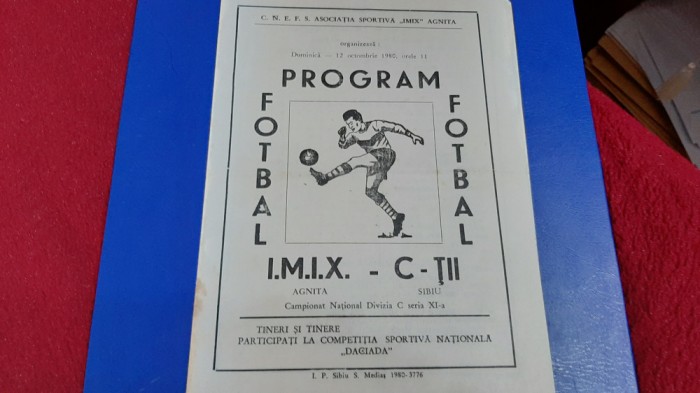 C. N. E. F. S. ASOCIAȚIA SPORTIVĂ „IMIX" AGNITA
organizează :
Duminică — 12 octombrie 1980, orele 11
PROGRAM
FOTBAL
FOTBAL
I.M.I.X. - C-ȚII
AGNITA SIBIU
Campionat Național Divizia C seria XI-a
TINERI ȘI TINERE
PARTICIPAȚI LA COMPETIȚIA SPORTIVĂ NAȚIONALĂ
„DACIADA"
I. P. Sibiu S. Mediaș 1980-3776